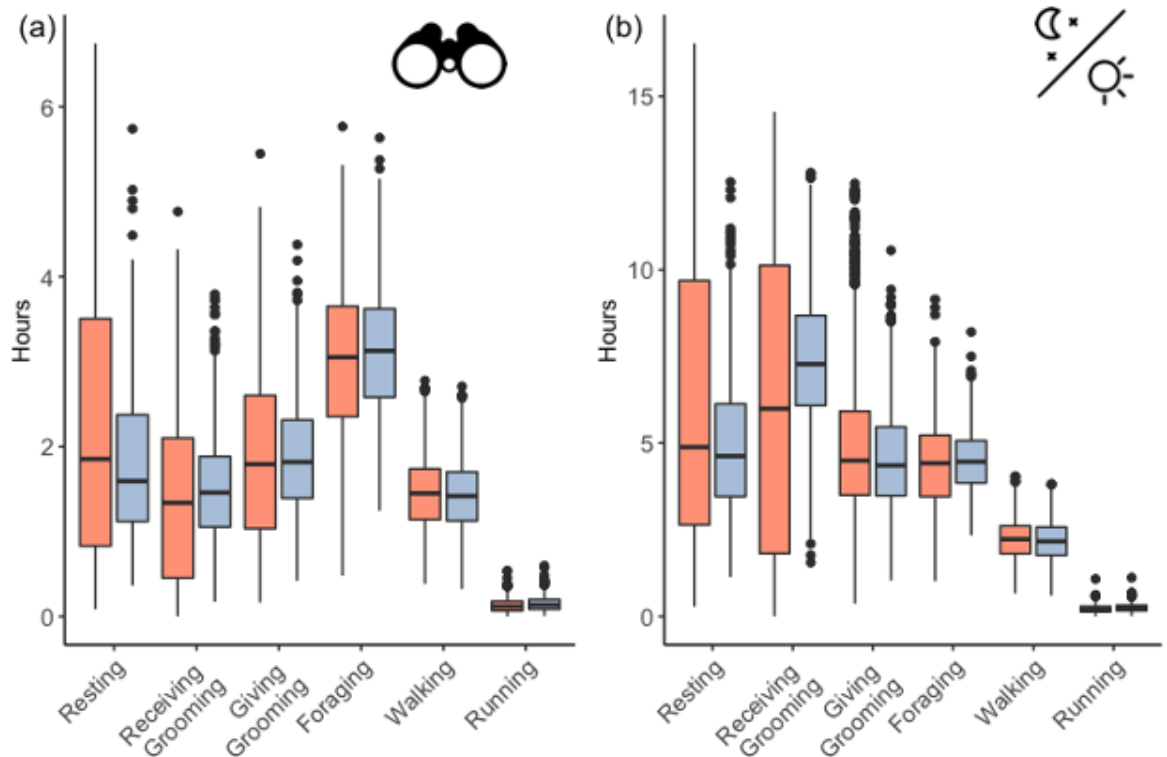 (a)
6
4
2
0
Hours
Resting
Receiving
Grooming
Giving
Grooming
Foraging
Walking
Running
(b)
15
10
5
0
Hours
Resting
Receiving
Grooming
Giving
Grooming
Foraging
Walking
Running